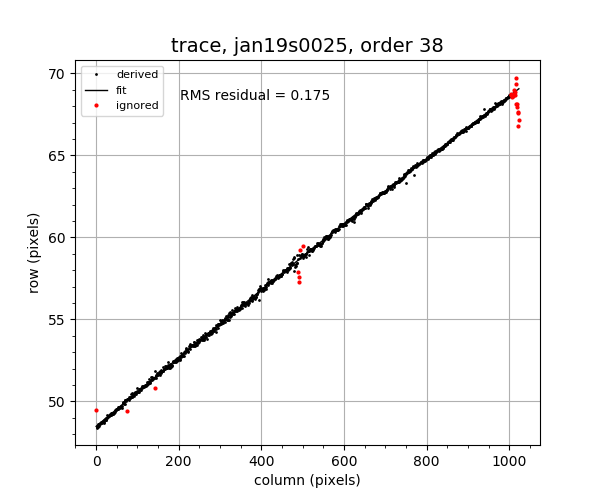 trace, jan19s0025, order 38
derived
fit
ignored
RMS residual = 0.175
70
65
60
55
50
row (pixels)
0 200 400 600 800 1000
column (pixels)